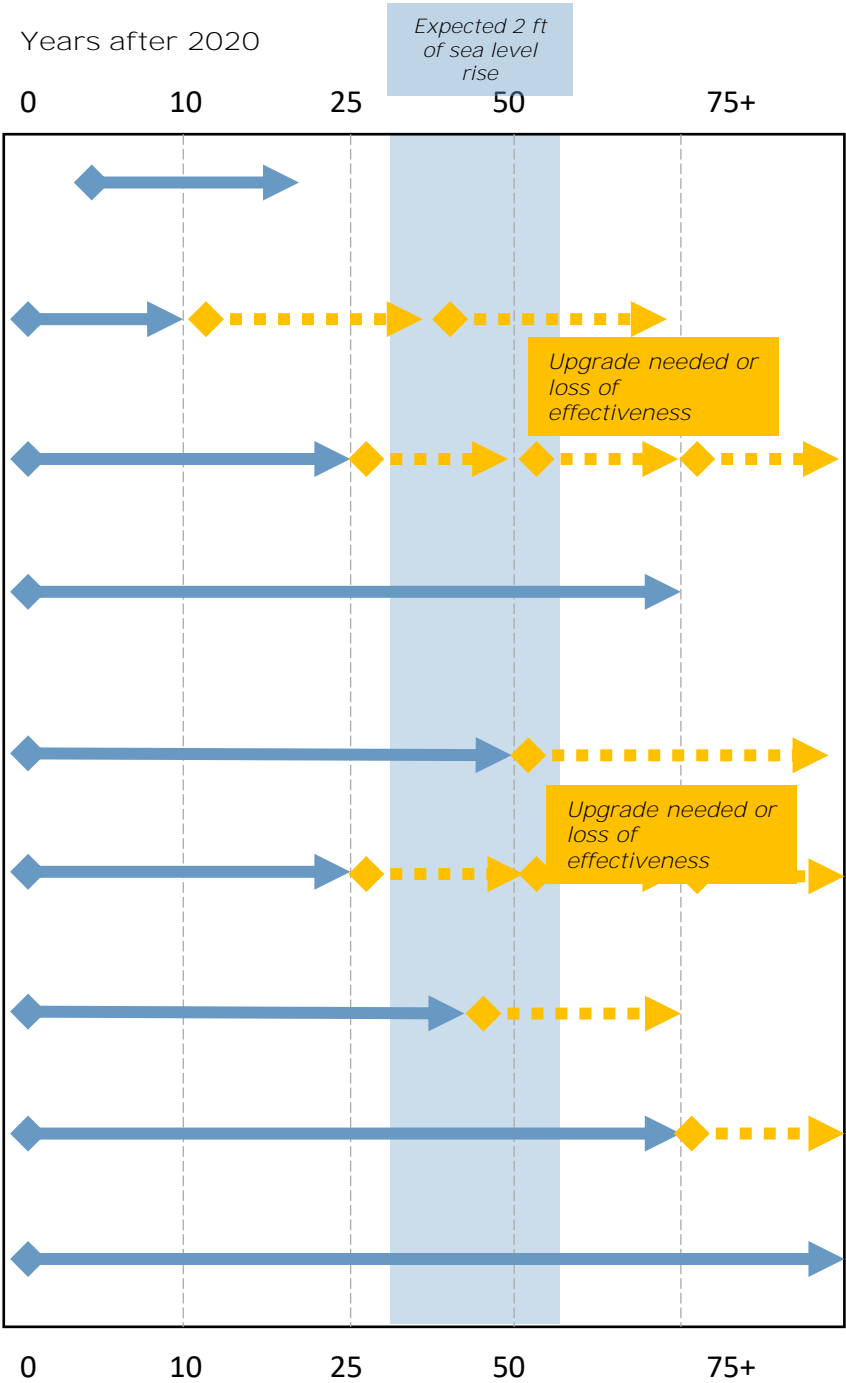 Expected 2 ft
of sea level
rise
Years after 2020
0 10 25 50 75+
Upgrade needed or
loss of
effectiveness
Upgrade needed or
loss of
effectiveness
0 10 25 50 75+